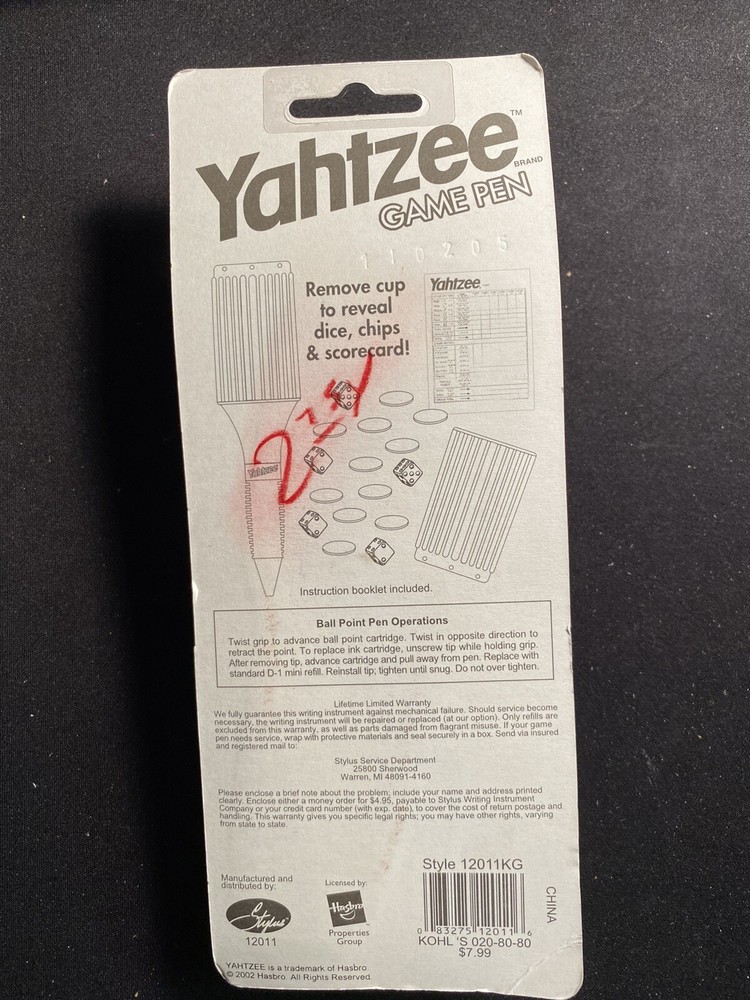 Yahtzee™
BRAND
GAME PEN
110205
Remove cup
to reveal
dice, chips
& scorecard!
Yahtzee
Yahtzee
Instruction booklet included.
Ball Point Pen Operations
Twist grip to advance ball point cartridge. Twist in opposite direction to
retract the point. To replace ink cartridge, unscrew tip while holding grip.
After removing tip, advance cartridge and pull away from pen. Replace with
standard D-1 mini refill. Reinstall tip; tighten until snug. Do not over tighten.
Lifetime Limited Warranty
We fully guarantee this writing instrument against mechanical failure. Should service become
necessary, the writing instrument will be repaired or replaced (at our option). Only refills are
excluded from this warranty, as well as parts damaged from flagrant misuse. If your game
pen needs service, wrap with protective materials and seal securely in a box. Send via insured
and registered mail to:
Stylus Service Department
25800 Sherwood
Warren, MI 48091-4160
Please enclose a brief note about the problem; include your name and address printed
clearly. Enclose either a money order for $4.95, payable to Stylus Writing Instrument
Company or your credit card number (with exp. date), to cover the cost of return postage and
handling. This warranty gives you specific legal rights; you may have other rights, varying
from state to state.
Manufactured and
distributed by:
Stylus
12011
Licensed by:
Hasbro
Properties
Group
Style 12011KG
0 83275 12011 6
KOHL 'S 020-80-80
$7.99
CHINA
YAHTZEE is a trademark of Hasbro.
© 2002 Hasbro. All Rights Reserved.